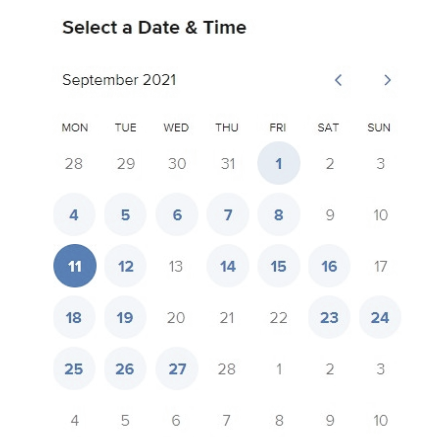 Select a Date & Time
September 2021
MON TUE WED THU FRI SAT SUN
28 29 30 31 1 2 3
4 5 6 7 8 9 10
11 12 13 14 15 16 17
18 19 20 21 22 23 24
25 26 27 28 1 2 3
4 5 6 7 8 9 10